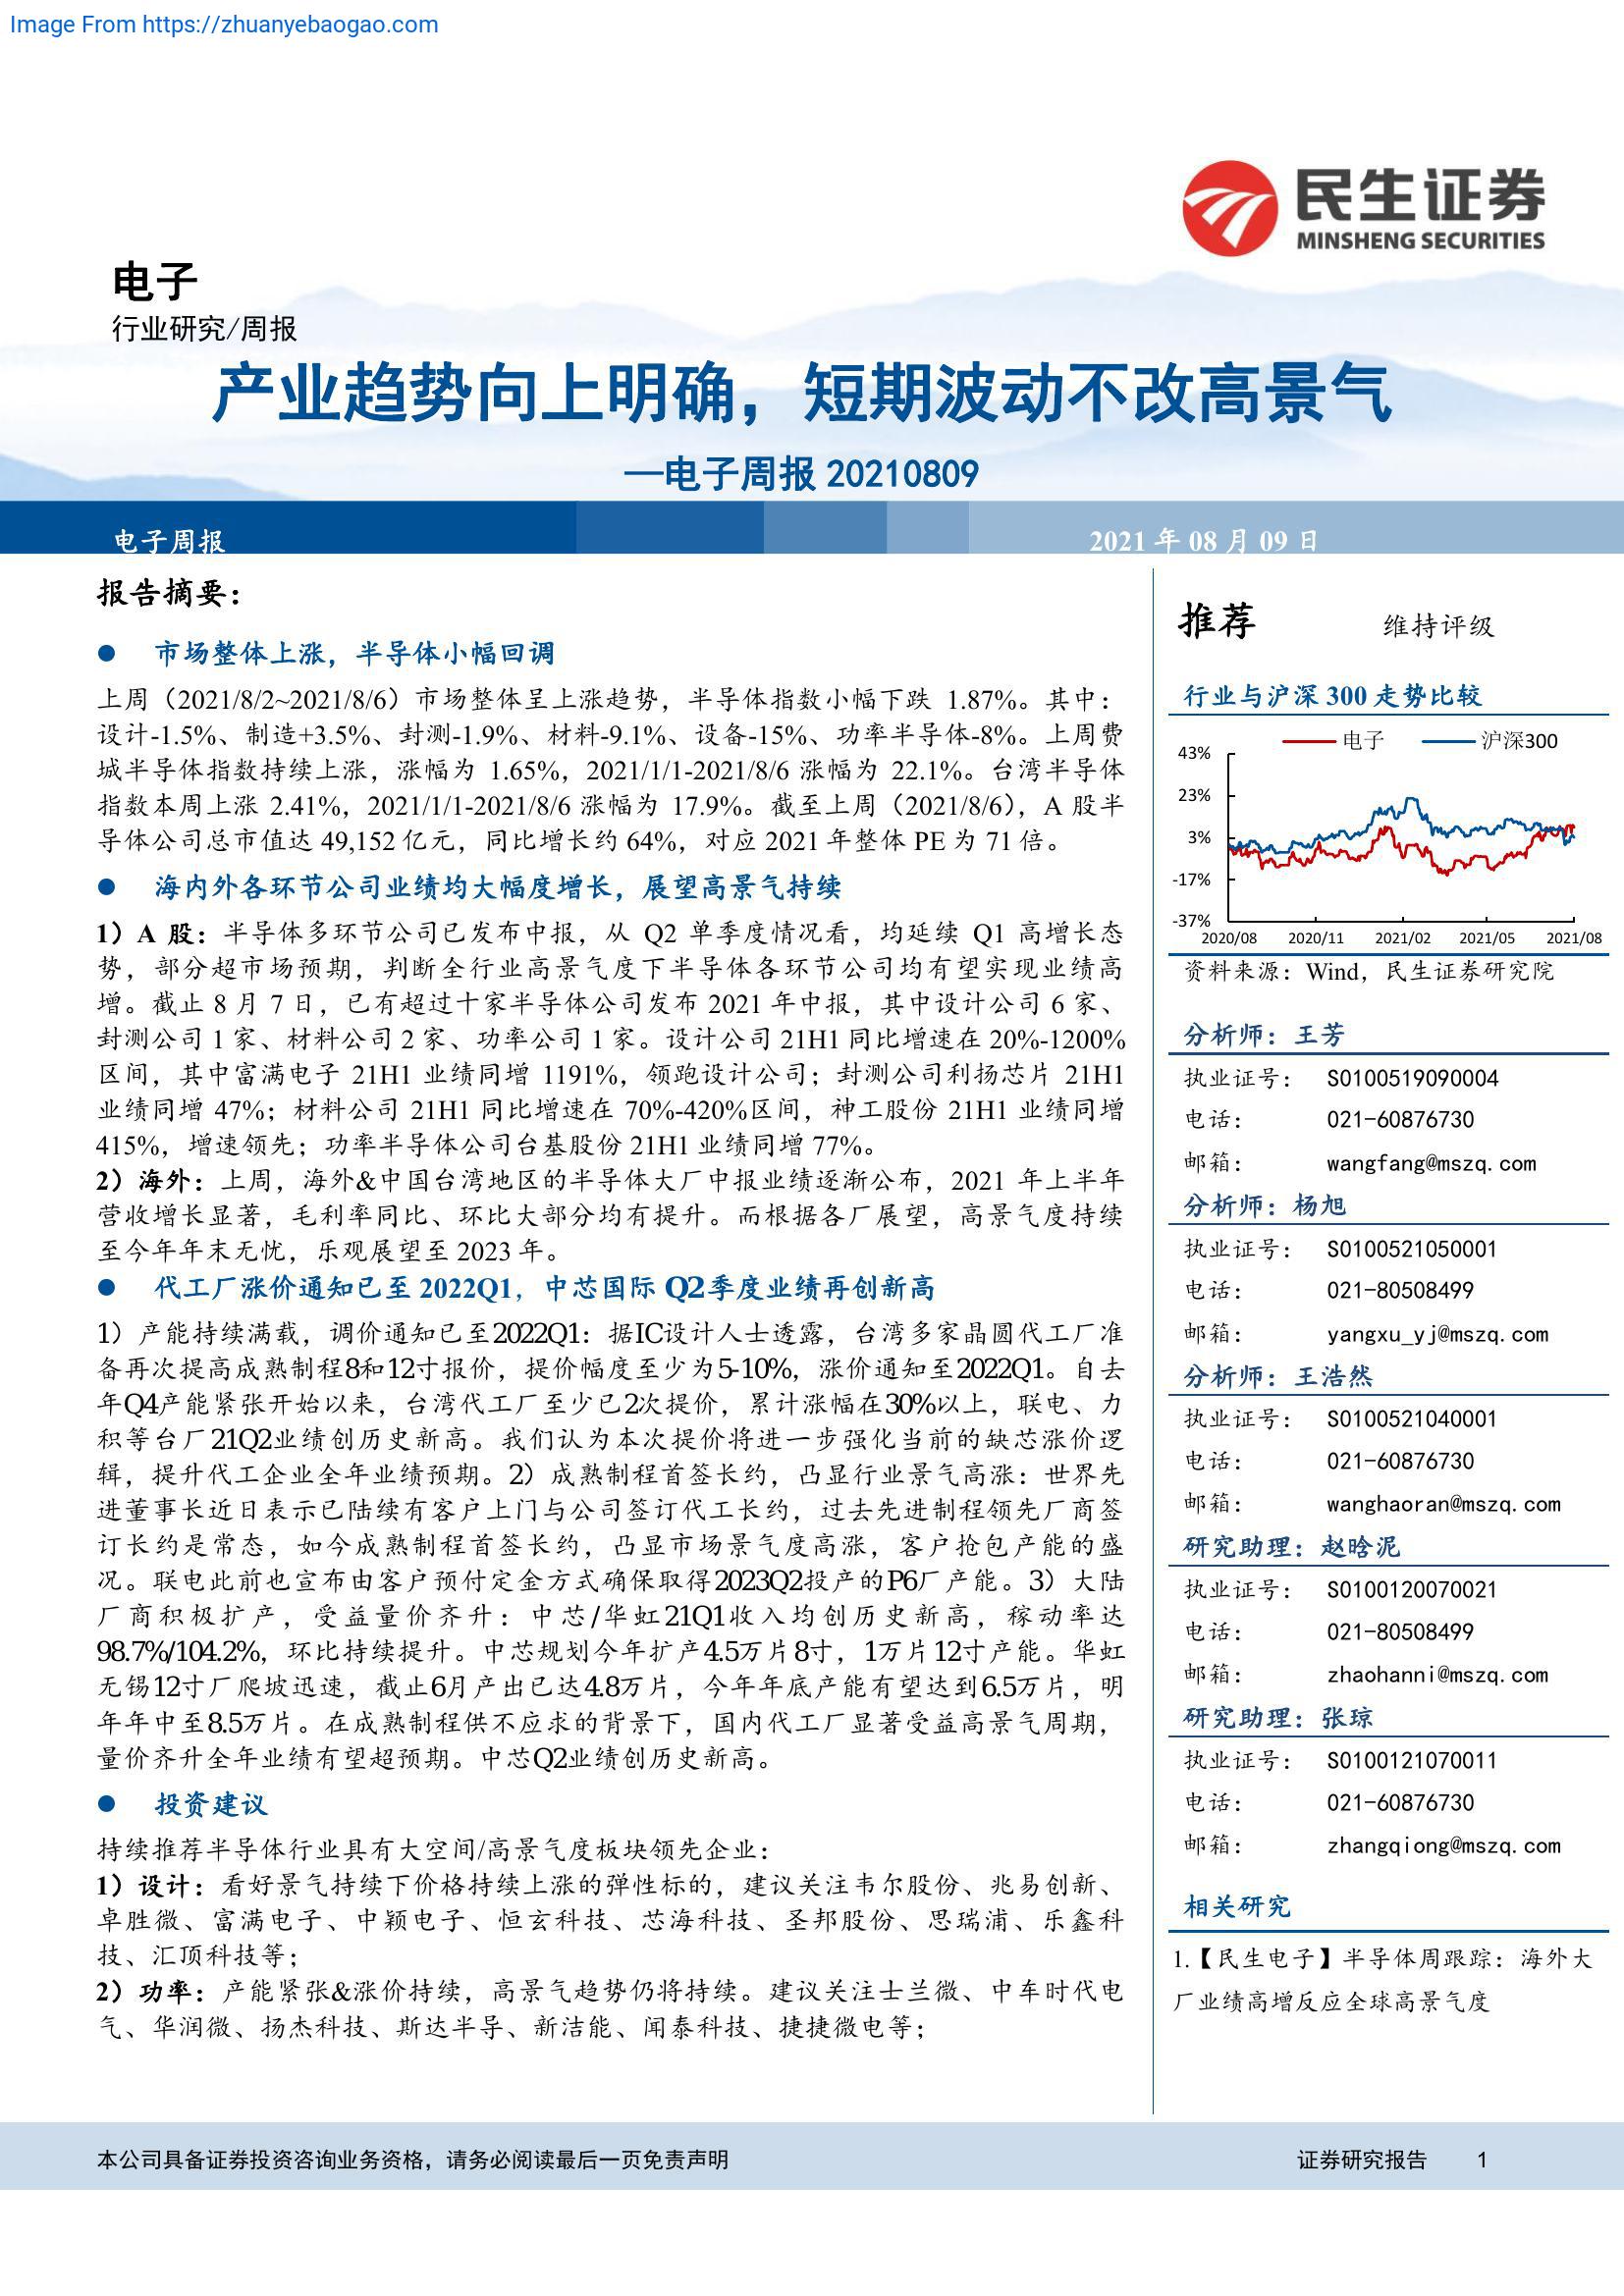 Image From https://zhuanyebaogao.com
民生证券
MINSHENG SECURITIES
电子
行业研究/周报
产业趋势向上明确，短期波动不改高景气
—电子周报 20210809
电子周报
2021 年 08 月 09 日
报告摘要：
● 市场整体上涨，半导体小幅回调
上周（2021/8/2~2021/8/6）市场整体呈上涨趋势，半导体指数小幅下跌 1.87%。其中：
设计-1.5%、制造+3.5%、封测-1.9%、材料-9.1%、设备-15%、功率半导体-8%。上周费
城半导体指数持续上涨，涨幅为 1.65%，2021/1/1-2021/8/6 涨幅为 22.1%。台湾半导体
指数本周上涨 2.41%，2021/1/1-2021/8/6 涨幅为 17.9%。截至上周（2021/8/6），A 股半
导体公司总市值达 49,152 亿元，同比增长约 64%，对应 2021 年整体 PE 为 71 倍。
● 海内外各环节公司业绩均大幅度增长，展望高景气持续
1）A 股：半导体多环节公司已发布中报，从 Q2 单季度情况看，均延续 Q1 高增长态
势，部分超市场预期，判断全行业高景气度下半导体各环节公司均有望实现业绩高
增。截止 8 月 7 日，已有超过十家半导体公司发布 2021 年中报，其中设计公司 6 家、
封测公司 1 家、材料公司 2 家、功率公司 1 家。设计公司 21H1 同比增速在 20%-1200%
区间，其中富满电子 21H1 业绩同增 1191%，领跑设计公司；封测公司利扬芯片 21H1
业绩同增 47%；材料公司 21H1 同比增速在 70%-420%区间，神工股份 21H1 业绩同增
415%，增速领先；功率半导体公司台基股份 21H1 业绩同增 77%。
2）海外：上周，海外&中国台湾地区的半导体大厂中报业绩逐渐公布，2021 年上半年
营收增长显著，毛利率同比、环比大部分均有提升。而根据各厂展望，高景气度持续
至今年年末无忧，乐观展望至 2023 年。
● 代工厂涨价通知已至 2022Q1，中芯国际 Q2季度业绩再创新高
1）产能持续满载，调价通知已至2022Q1：据IC设计人士透露，台湾多家晶圆代工厂准
备再次提高成熟制程8和12寸报价，提价幅度至少为5-10%，涨价通知至2022Q1。自去
年Q4产能紧张开始以来，台湾代工厂至少已2次提价，累计涨幅在30%以上，联电、力
积等台厂21Q2业绩创历史新高。我们认为本次提价将进一步强化当前的缺芯涨价逻
辑，提升代工企业全年业绩预期。2）成熟制程首签长约，凸显行业景气高涨：世界先
进董事长近日表示已陆续有客户上门与公司签订代工长约，过去先进制程领先厂商签
订长约是常态，如今成熟制程首签长约，凸显市场景气度高涨，客户抢包产能的盛
况。联电此前也宣布由客户预付定金方式确保取得2023Q2投产的P6厂产能。3）大陆
厂商积极扩产，受益量价齐升：中芯/华虹21Q1收入均创历史新高，稼动率达
98.7%/104.2%，环比持续提升。中芯规划今年扩产4.5万片8寸，1万片12寸产能。华虹
无锡12寸厂爬坡迅速，截止6月产出已达4.8万片，今年年底产能有望达到6.5万片，明
年年中至8.5万片。在成熟制程供不应求的背景下，国内代工厂显著受益高景气周期，
量价齐升全年业绩有望超预期。中芯Q2业绩创历史新高。
● 投资建议
持续推荐半导体行业具有大空间/高景气度板块领先企业：
1）设计：看好景气持续下价格持续上涨的弹性标的，建议关注韦尔股份、兆易创新、
卓胜微、富满电子、中颖电子、恒玄科技、芯海科技、圣邦股份、思瑞浦、乐鑫科
技、汇顶科技等；
2）功率：产能紧张&涨价持续，高景气趋势仍将持续。建议关注士兰微、中车时代电
气、华润微、扬杰科技、斯达半导、新洁能、闻泰科技、捷捷微电等；
推荐 维持评级
行业与沪深 300 走势比较
电子 沪深300
43%
23%
3%
-17%
-37%
2020/08 2020/11 2021/02 2021/05 2021/08
资料来源：Wind，民生证券研究院
分析师：王芳
执业证号： S0100519090004
电话： 021-60876730
邮箱： wangfang@mszq.com
分析师：杨旭
执业证号： S0100521050001
电话： 021-80508499
邮箱： yangxu_yj@mszq.com
分析师：王浩然
执业证号： S0100521040001
电话： 021-60876730
邮箱： wanghaoran@mszq.com
研究助理：赵晗泥
执业证号： S0100120070021
电话： 021-80508499
邮箱： zhaohanni@mszq.com
研究助理：张琼
执业证号： S0100121070011
电话： 021-60876730
邮箱： zhangqiong@mszq.com
相关研究
1.【民生电子】半导体周跟踪：海外大
厂业绩高增反应全球高景气度
本公司具备证券投资咨询业务资格，请务必阅读最后一页免责声明
证券研究报告 1